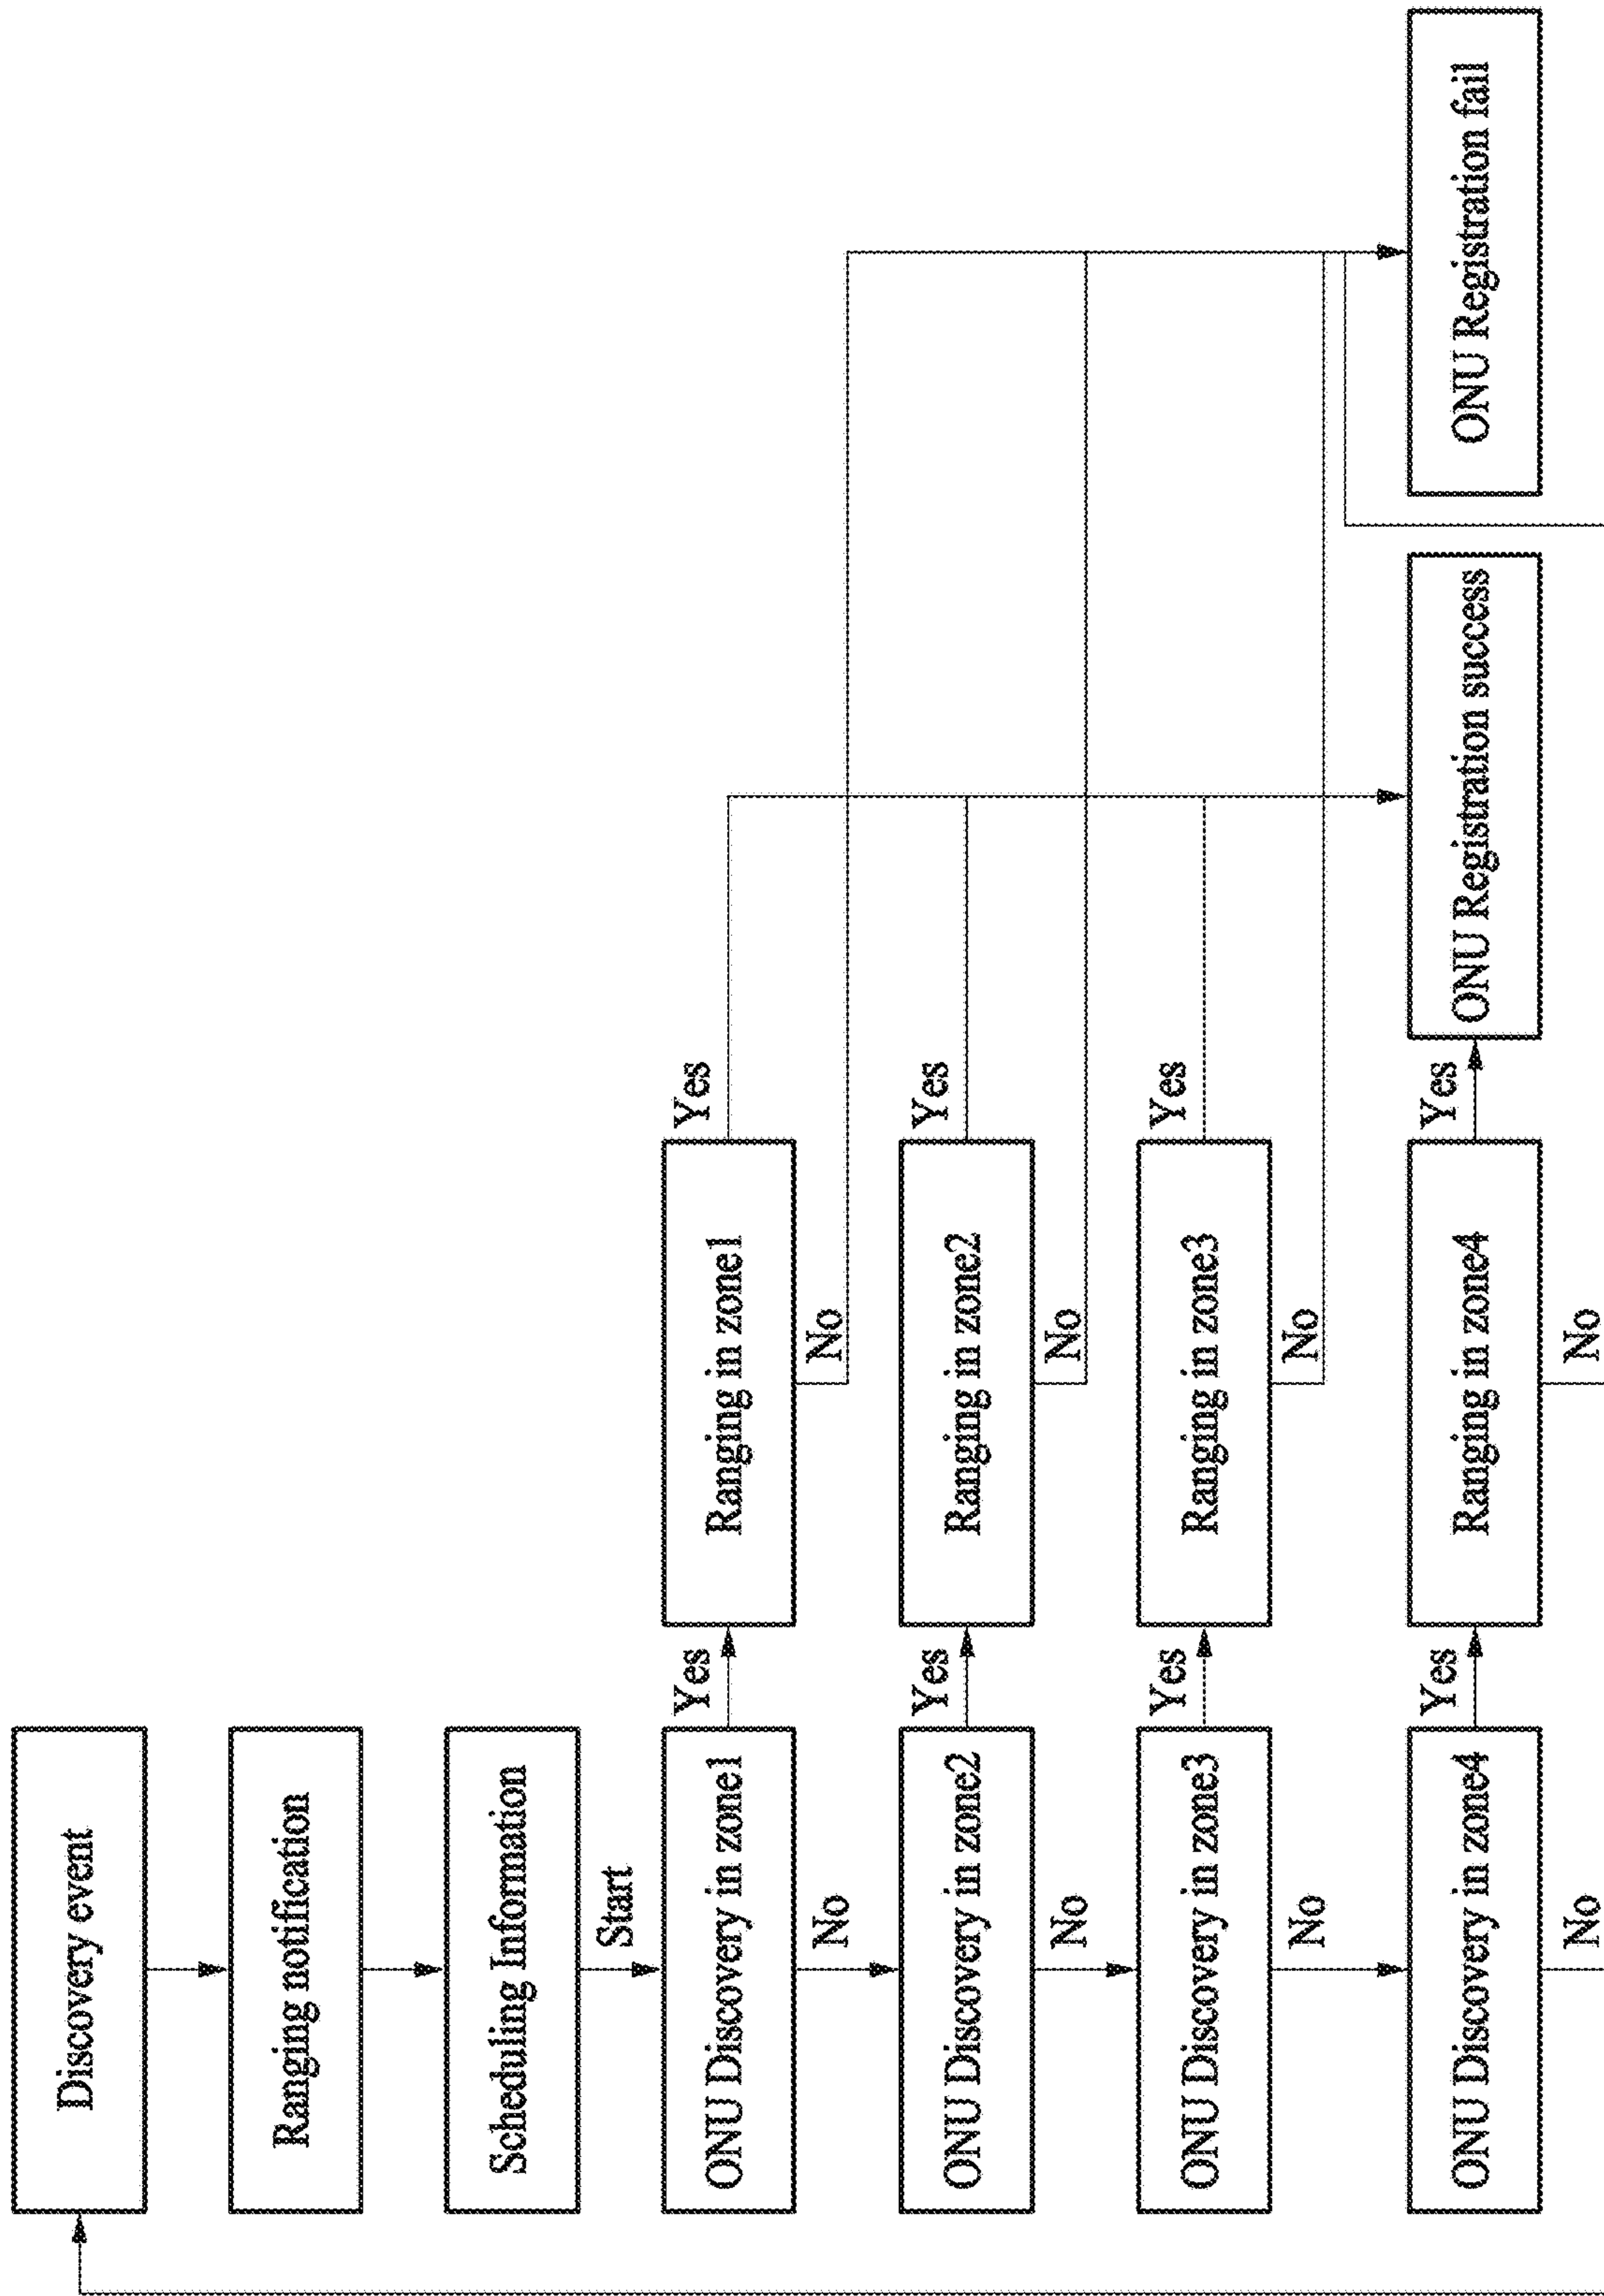 Discovery event
Ranging notification
Scheduling Information
Start
ONU Discovery in zone1
Yes
Ranging in zone1
Yes
No
No
ONU Discovery in zone2
Yes
Ranging in zone2
Yes
No
No
ONU Discovery in zone3
Yes
Ranging in zone3
Yes
No
No
ONU Discovery in zone4
Yes
Ranging in zone4
Yes
ONU Registration success
ONU Registration fail
No
No